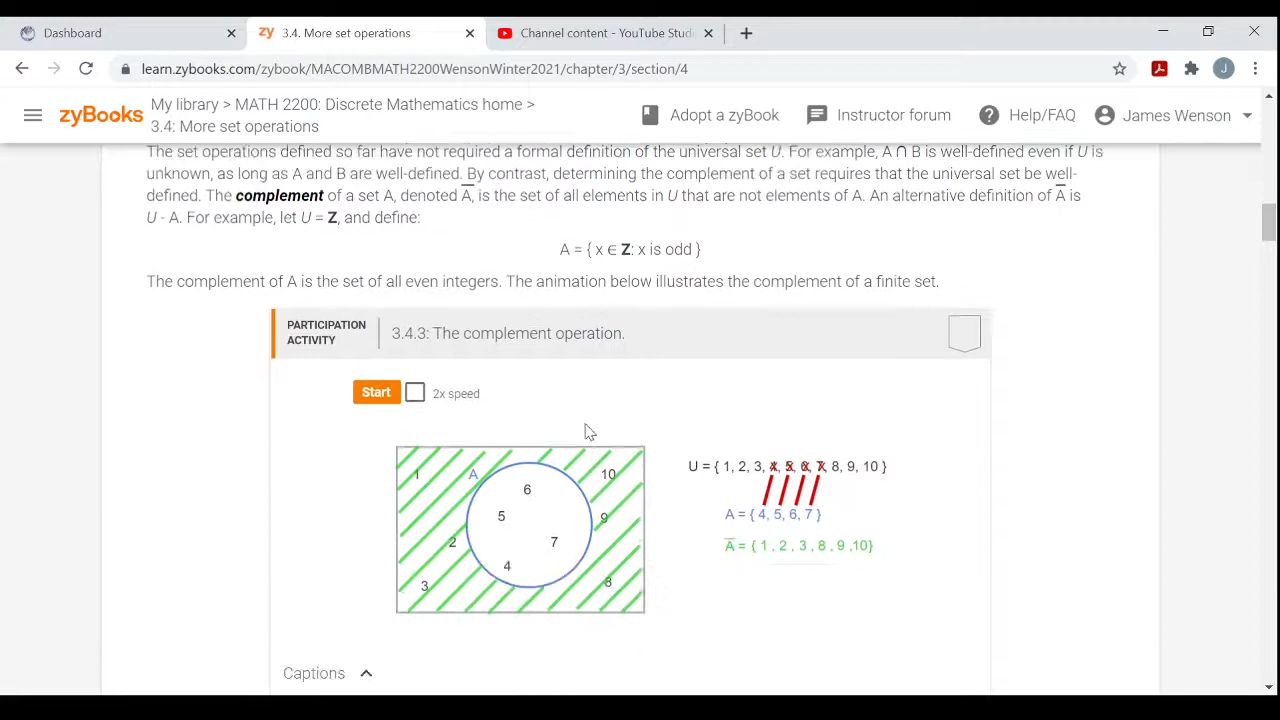 Dashboard
zy 3.4. More set operations
Channel content - YouTube Stud
learn.zybooks.com/zybook/MACOMBMATH2200WensonWinter2021/chapter/3/section/4
J
zyBooks
My library > MATH 2200: Discrete Mathematics home >
3.4: More set operations
Adopt a zyBook
Instructor forum
Help/FAQ
James Wenson
The set operations defined so far have not required a formal definition of the universal set U. For example, A ∩ B is well-defined even if U is
unknown, as long as A and B are well-defined. By contrast, determining the complement of a set requires that the universal set be well-
defined. The complement of a set A, denoted A̅, is the set of all elements in U that are not elements of A. An alternative definition of A̅ is
U - A. For example, let U = Z, and define:
A = { x ∈ Z: x is odd }
The complement of A is the set of all even integers. The animation below illustrates the complement of a finite set.
PARTICIPATION
ACTIVITY
3.4.3: The complement operation.
Start
2x speed
1
A
10
6
5
9
2
7
4
3
8
U = { 1, 2, 3, 4, 5, 6, 7, 8, 9, 10 }
A = { 4, 5, 6, 7 }
A̅ = { 1 , 2 , 3 , 8 , 9 ,10}
Captions